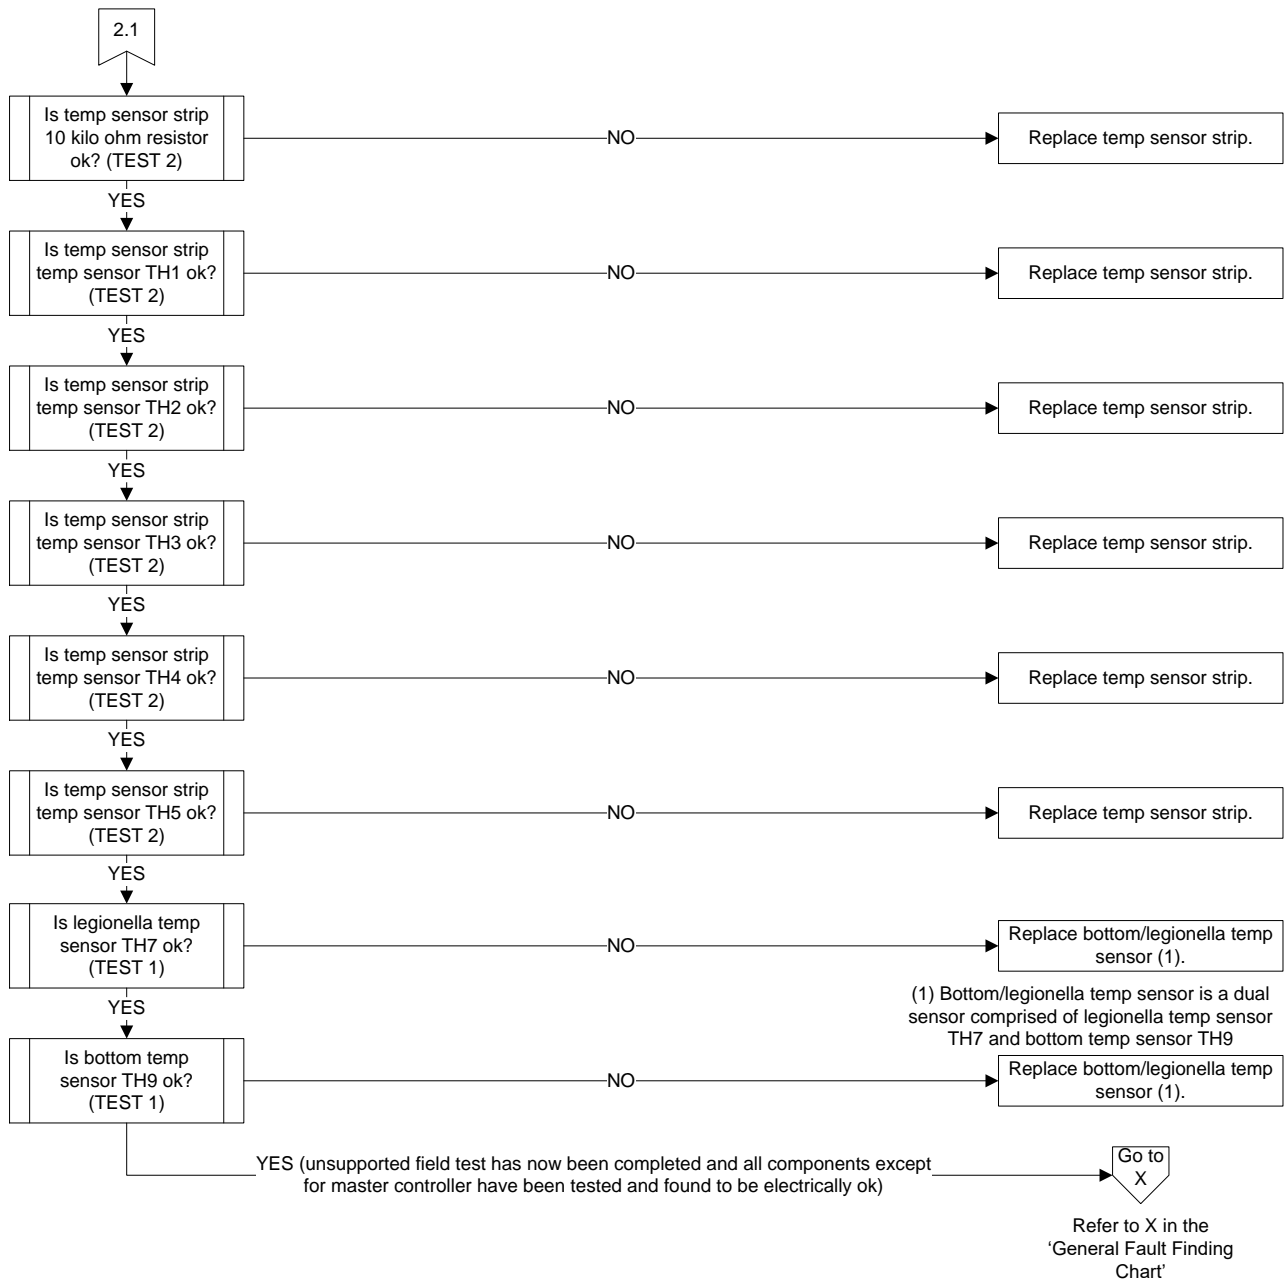 2.1
Is temp sensor strip
10 kilo ohm resistor
ok? (TEST 2)
NO
Replace temp sensor strip.
YES
Is temp sensor strip
temp sensor TH1 ok?
(TEST 2)
NO
Replace temp sensor strip.
YES
Is temp sensor strip
temp sensor TH2 ok?
(TEST 2)
NO
Replace temp sensor strip.
YES
Is temp sensor strip
temp sensor TH3 ok?
(TEST 2)
NO
Replace temp sensor strip.
YES
Is temp sensor strip
temp sensor TH4 ok?
(TEST 2)
NO
Replace temp sensor strip.
YES
Is temp sensor strip
temp sensor TH5 ok?
(TEST 2)
NO
Replace temp sensor strip.
YES
Is legionella temp
sensor TH7 ok?
(TEST 1)
NO
Replace bottom/legionella temp
sensor (1).
(1) Bottom/legionella temp sensor is a dual
sensor comprised of legionella temp sensor
TH7 and bottom temp sensor TH9
YES
Is bottom temp
sensor TH9 ok?
(TEST 1)
NO
Replace bottom/legionella temp
sensor (1).
YES (unsupported field test has now been completed and all components except
for master controller have been tested and found to be electrically ok)
Go to
X
Refer to X in the
‘General Fault Finding
Chart’